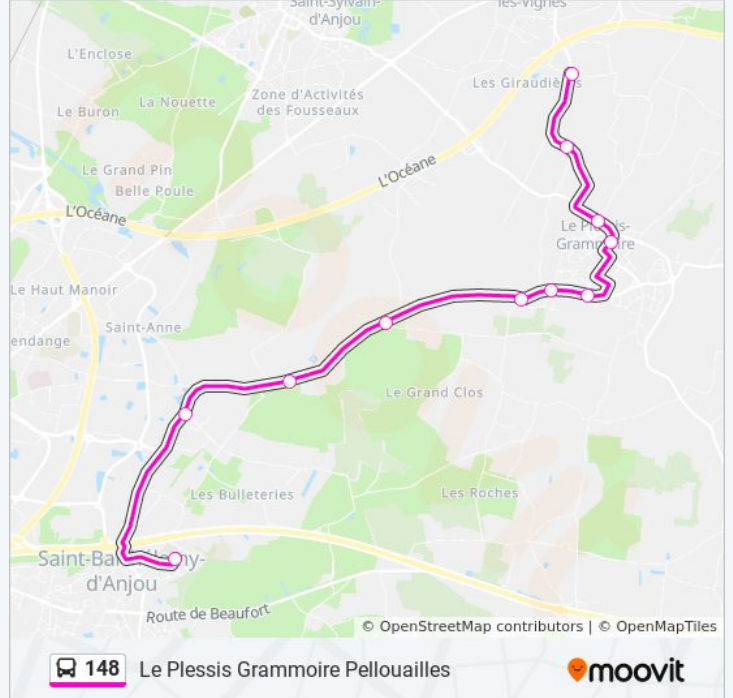 Saint-Sylvain-
d'Anjou
les-Vignes
L'Enclose
Les Giraudières
Zone d'Activités
des Fousseaux
La Nouette
Le Buron
Le Grand Pin
Belle Poule
L'Océane
L'Océane
Le Plessis-
Grammoire
Le Haut Manoir
Saint-Anne
endange
Le Grand Clos
Les Bulleteries
Les Roches
Saint-Barthélemy-
d'Anjou
Route de Beaufort
© OpenStreetMap contributors | © OpenMapTiles
148 Le Plessis Grammoire Pellouailles
moovit